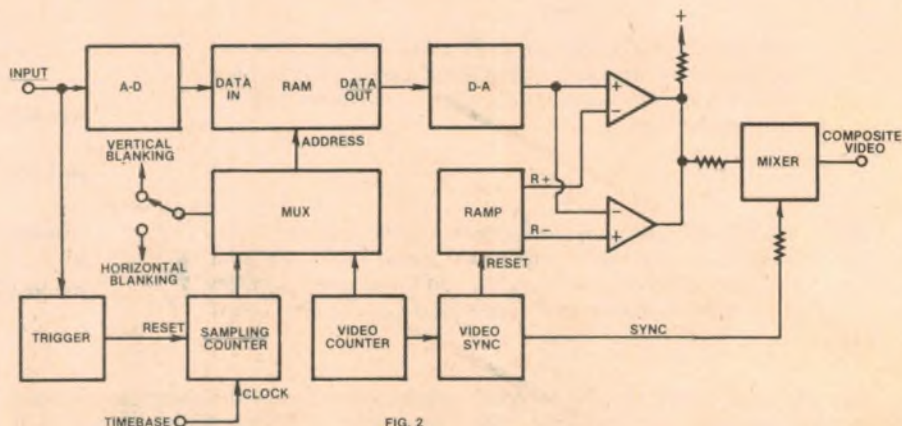 INPUT
A-D
DATA IN
RAM
DATA OUT
D-A
+
+
−
VERTICAL BLANKING
ADDRESS
MUX
RAMP
R+
R−
−
+
MIXER
COMPOSITE VIDEO
HORIZONTAL BLANKING
RESET
TRIGGER
RESET
SAMPLING COUNTER
VIDEO COUNTER
VIDEO SYNC
SYNC
CLOCK
TIMEBASE
FIG. 2